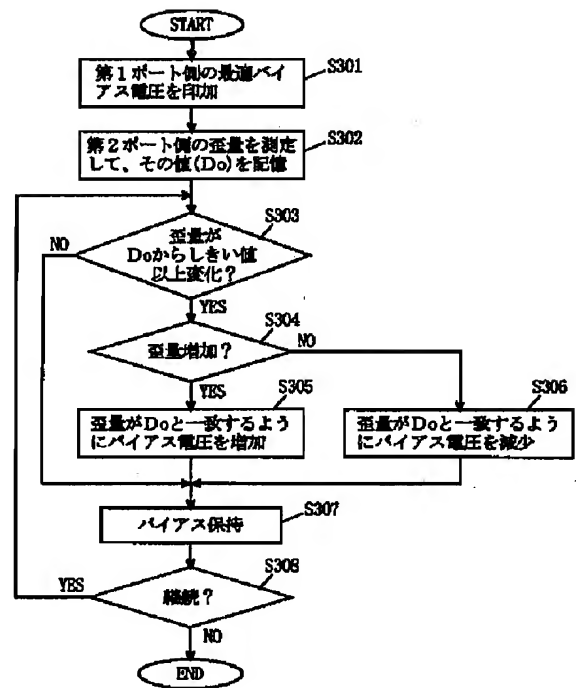 START
第1ポート側の最適バイ
アス電圧を印加
S301
第2ポート側の歪量を測定
して、その値(Do)を記憶
S302
S303
歪量が
Doからしきい値
以上変化?
NO
YES
S304
歪量増加?
NO
YES
S305
歪量がDoと一致するよう
にバイアス電圧を増加
S306
歪量がDoと一致するよう
にバイアス電圧を減少
バイアス保持
S307
S308
継続?
YES
NO
END